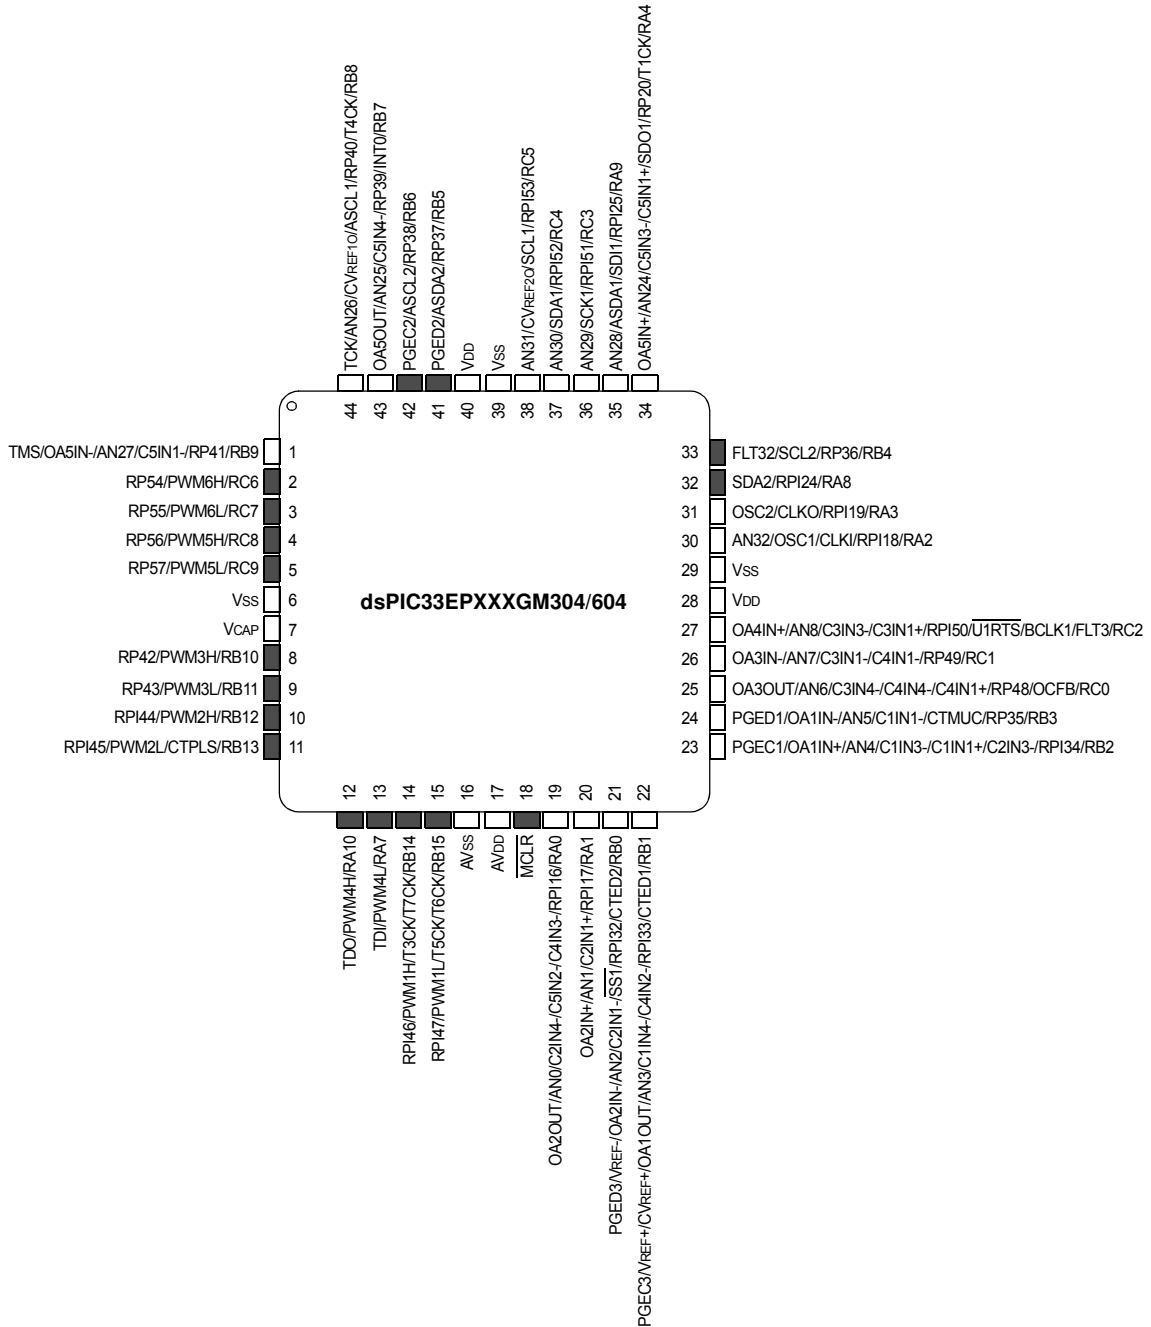 TCK/AN26/CVREF1O/ASCL1/RP40/T4CK/RB8
OA5OUT/AN25/C5IN4-/RP39/INT0/RB7
PGEC2/ASCL2/RP38/RB6
PGED2/ASDA2/RP37/RB5
VDD
VSS
AN31/CVREF2O/SCL1/RPI53/RC5
AN30/SDA1/RPI52/RC4
AN29/SCK1/RPI51/RC3
AN28/ASDA1/SDI1/RPI25/RA9
OA5IN+/AN24/C5IN3-/C5IN1+/SDO1/RP20/T1CK/RA4
44
43
42
41
40
39
38
37
36
35
34
TMS/OA5IN-/AN27/C5IN1-/RP41/RB9 1
RP54/PWM6H/RC6 2
RP55/PWM6L/RC7 3
RP56/PWM5H/RC8 4
RP57/PWM5L/RC9 5
VSS 6
VCAP 7
RP42/PWM3H/RB10 8
RP43/PWM3L/RB11 9
RPI44/PWM2H/RB12 10
RPI45/PWM2L/CTPLS/RB13 11
dsPIC33EPXXXGM304/604
33 FLT32/SCL2/RP36/RB4
32 SDA2/RPI24/RA8
31 OSC2/CLKO/RPI19/RA3
30 AN32/OSC1/CLKI/RPI18/RA2
29 VSS
28 VDD
27 OA4IN+/AN8/C3IN3-/C3IN1+/RPI50/U1RTS/BCLK1/FLT3/RC2
26 OA3IN-/AN7/C3IN1-/C4IN1-/RP49/RC1
25 OA3OUT/AN6/C3IN4-/C4IN4-/C4IN1+/RP48/OCFB/RC0
24 PGED1/OA1IN-/AN5/C1IN1-/CTMUC/RP35/RB3
23 PGEC1/OA1IN+/AN4/C1IN3-/C1IN1+/C2IN3-/RPI34/RB2
12
13
14
15
16
17
18
19
20
21
22
TDO/PWM4H/RA10
TDI/PWM4L/RA7
RPI46/PWM1H/T3CK/T7CK/RB14
RPI47/PWM1L/T5CK/T6CK/RB15
AVSS
AVDD
MCLR
OA2OUT/AN0/C2IN4-/C5IN2-/C4IN3-/RPI16/RA0
OA2IN+/AN1/C2IN1+/RPI17/RA1
PGED3/VREF-/OA2IN-/AN2/C2IN1-/SS1/RPI32/CTED2/RB0
PGEC3/VREF+/CVREF+/OA1OUT/AN3/C1IN4-/C4IN2-/RPI33/CTED1/RB1